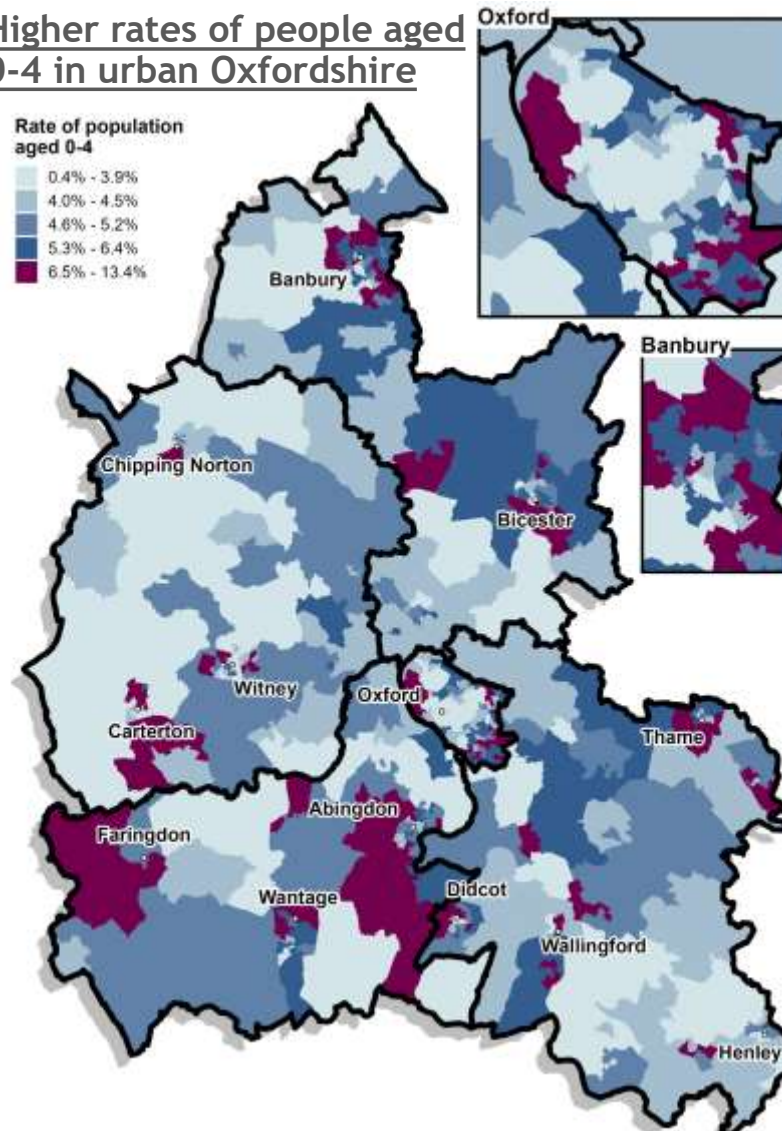 Higher rates of people aged
0-4 in urban Oxfordshire
Rate of population
aged 0-4
0.4% - 3.9%
4.0% - 4.5%
4.6% - 5.2%
5.3% - 6.4%
6.5% - 13.4%
Oxford
Banbury
Banbury
Chipping Norton
Bicester
Witney
Oxford
Carterton
Thame
Abingdon
Faringdon
Wantage
Didcot
Wallingford
Henley